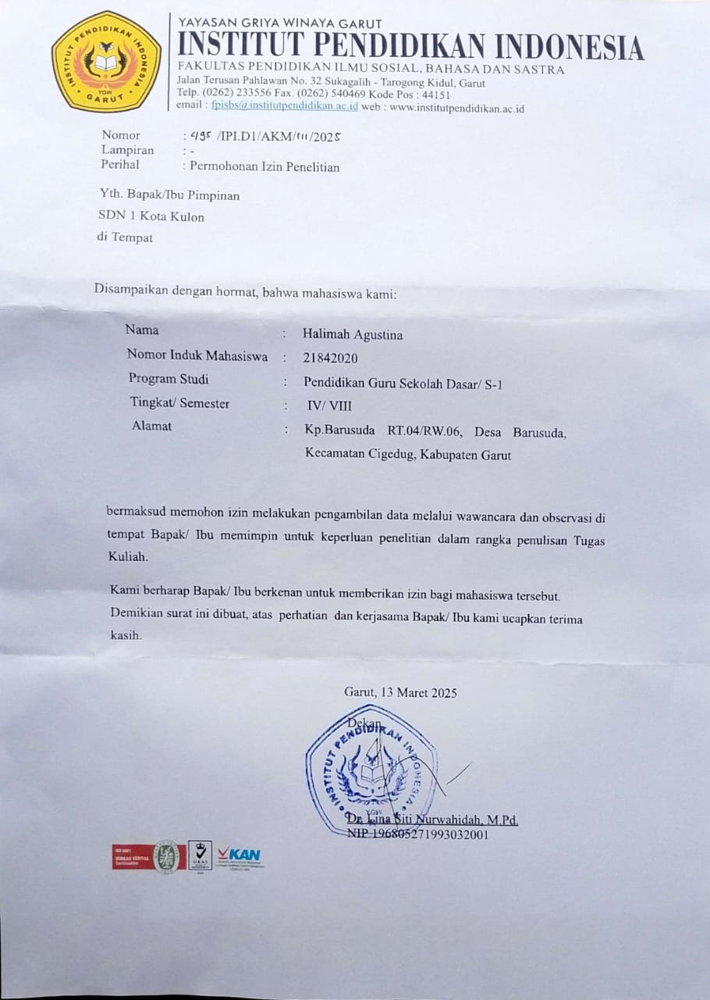 YAYASAN GRIYA WINAYA GARUT
INSTITUT PENDIDIKAN INDONESIA
FAKULTAS PENDIDIKAN ILMU SOSIAL, BAHASA DAN SASTRA
Jalan Terusan Pahlawan No. 32 Sukagalih - Tarogong Kidul, Garut
Telp. (0262) 233556 Fax. (0262) 540469 Kode Pos : 44151
email : fpisbs@institutpendidikan.ac.id web : www.institutpendidikan.ac.id
INSTITUT PENDIDIKAN INDONESIA
YGW
GARUT
Nomor : 495 /IPI.D1/AKM/III/2025
Lampiran : -
Perihal : Permohonan Izin Penelitian
Yth. Bapak/Ibu Pimpinan
SDN 1 Kota Kulon
di Tempat
Disampaikan dengan hormat, bahwa mahasiswa kami:
Nama : Halimah Agustina
Nomor Induk Mahasiswa : 21842020
Program Studi : Pendidikan Guru Sekolah Dasar/ S-1
Tingkat/ Semester : IV/ VIII
Alamat : Kp.Barusuda RT.04/RW.06, Desa Barusuda,
Kecamatan Cigedug, Kabupaten Garut
bermaksud memohon izin melakukan pengambilan data melalui wawancara dan observasi di
tempat Bapak/ Ibu memimpin untuk keperluan penelitian dalam rangka penulisan Tugas
Kuliah.
Kami berharap Bapak/ Ibu berkenan untuk memberikan izin bagi mahasiswa tersebut.
Demikian surat ini dibuat, atas perhatian dan kerjasama Bapak/ Ibu kami ucapkan terima
kasih.
Garut, 13 Maret 2025
Dekan
INSTITUT PENDIDIKAN INDONESIA
YGW
Dr. Lina Siti Nurwahidah, M.Pd.
NIP 196805271993032001
ISO 9001
BUREAU VERITAS
Certification
UKAS
KAN